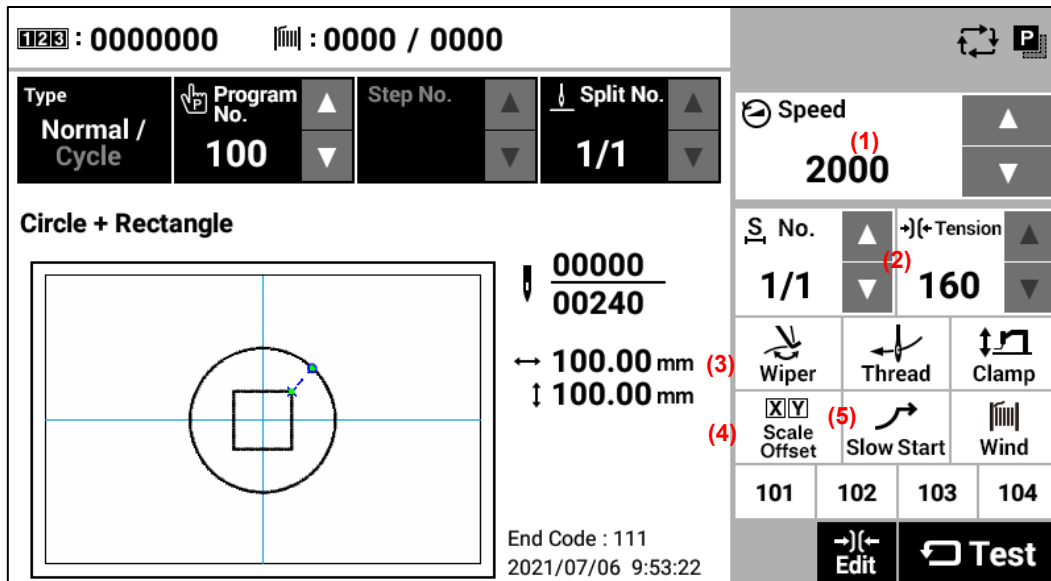 123 : 0000000 : 0000 / 0000
P
Type
Normal /
Cycle
P Program
No.
100
Step No.
Split No.
1/1
Speed
(1)
2000
Circle + Rectangle
S No.
1/1
Tension
(2)
160
00000
00240
100.00 mm
100.00 mm
(3)
Wiper
Thread
Clamp
(4)
X Y
Scale
Offset
(5)
Slow Start
Wind
101 102 103 104
End Code : 111
2021/07/06 9:53:22
Edit
Test